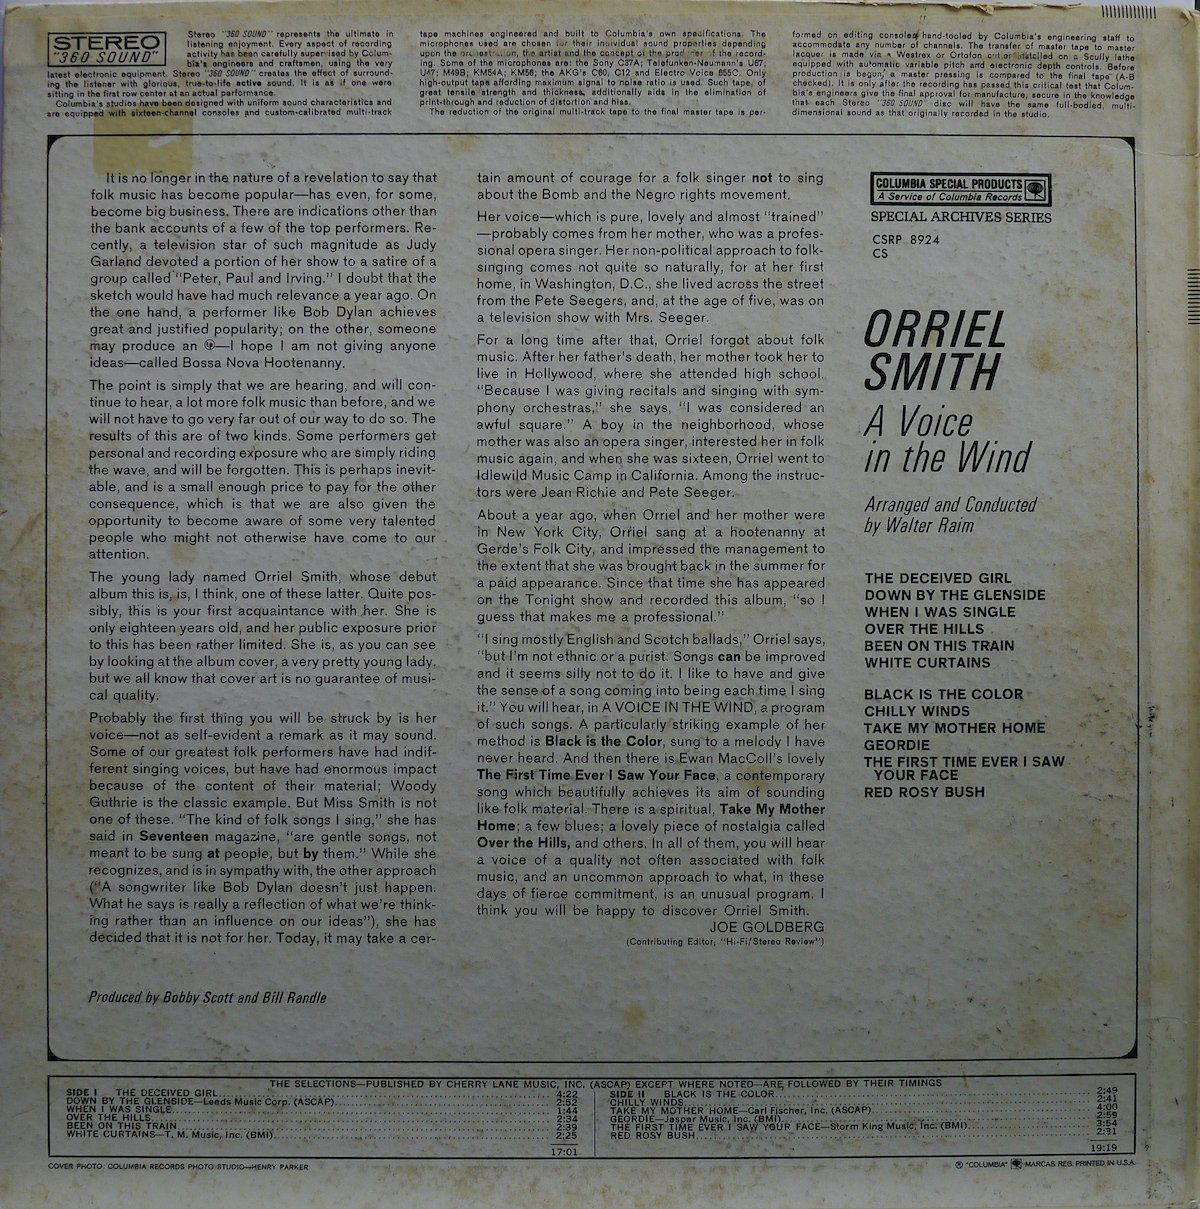 STEREO
"360 SOUND"
Stereo "360 SOUND" represents the ultimate in
listening enjoyment. Every aspect of recording
activity has been carefully supervised by Colum-
bia's engineers and craftsmen, using the very
latest electronic equipment. Stereo "360 SOUND" creates the effect of surround-
ing the listener with glorious, true-to-life active sound. It is as if one were
sitting in the first row center at an actual performance.
Columbia's studios have been designed with uniform sound characteristics and
are equipped with sixteen-channel consoles and custom-calibrated multi-track
tape machines engineered and built to Columbia's own specifications. The
microphones used are chosen for their individual sound properties depending
upon the orchestration, the artist and the concept of the producer of the record-
ing. Some of the microphones are: the Sony C37A; Telefunken-Neumann's U67;
U47; M49B; KM54A; KM56; the AKG's C60, C12 and Electro Voice 655C. Only
high-output tape affording maximum signal to noise ratio is used. Such tape, of
great tensile strength and thickness, additionally aids in the elimination of
print-through and reduction of distortion and hiss.
The reduction of the original multi-track tape to the final master tape is per-
formed on editing consoles hand-tooled by Columbia's engineering staff to
accommodate any number of channels. The transfer of master tape to master
lacquer is made via a Westrex or Ortofon cutter installed on a Scully lathe
equipped with automatic variable pitch and electronic depth controls. Before
production is begun, a master pressing is compared to the final tape (A-B
checked). It is only after the recording has passed this critical test that Colum-
bia's engineers give the final approval for manufacture, secure in the knowledge
that each Stereo "360 SOUND" disc will have the same full-bodied, multi-
dimensional sound as that originally recorded in the studio.
It is no longer in the nature of a revelation to say that
folk music has become popular—has even, for some,
become big business. There are indications other than
the bank accounts of a few of the top performers. Re-
cently, a television star of such magnitude as Judy
Garland devoted a portion of her show to a satire of a
group called "Peter, Paul and Irving." I doubt that the
sketch would have had much relevance a year ago. On
the one hand, a performer like Bob Dylan achieves
great and justified popularity; on the other, someone
may produce an Ⓛ—I hope I am not giving anyone
ideas—called Bossa Nova Hootenanny.
The point is simply that we are hearing, and will con-
tinue to hear, a lot more folk music than before, and we
will not have to go very far out of our way to do so. The
results of this are of two kinds. Some performers get
personal and recording exposure who are simply riding
the wave, and will be forgotten. This is perhaps inevit-
able, and is a small enough price to pay for the other
consequence, which is that we are also given the
opportunity to become aware of some very talented
people who might not otherwise have come to our
attention.
The young lady named Orriel Smith, whose debut
album this is, is, I think, one of these latter. Quite pos-
sibly, this is your first acquaintance with her. She is
only eighteen years old, and her public exposure prior
to this has been rather limited. She is, as you can see
by looking at the album cover, a very pretty young lady,
but we all know that cover art is no guarantee of musi-
cal quality.
Probably the first thing you will be struck by is her
voice—not as self-evident a remark as it may sound.
Some of our greatest folk performers have had indif-
ferent singing voices, but have had enormous impact
because of the content of their material; Woody
Guthrie is the classic example. But Miss Smith is not
one of these. "The kind of folk songs I sing," she has
said in Seventeen magazine, "are gentle songs, not
meant to be sung at people, but by them." While she
recognizes, and is in sympathy with, the other approach
("A songwriter like Bob Dylan doesn't just happen.
What he says is really a reflection of what we're think-
ing rather than an influence on our ideas"), she has
decided that it is not for her. Today, it may take a cer-
tain amount of courage for a folk singer not to sing
about the Bomb and the Negro rights movement.
Her voice—which is pure, lovely and almost "trained"
—probably comes from her mother, who was a profes-
sional opera singer. Her non-political approach to folk-
singing comes not quite so naturally, for at her first
home, in Washington, D.C., she lived across the street
from the Pete Seegers, and, at the age of five, was on
a television show with Mrs. Seeger.
For a long time after that, Orriel forgot about folk
music. After her father's death, her mother took her to
live in Hollywood, where she attended high school.
"Because I was giving recitals and singing with sym-
phony orchestras," she says, "I was considered an
awful square." A boy in the neighborhood, whose
mother was also an opera singer, interested her in folk
music again, and when she was sixteen, Orriel went to
Idlewild Music Camp in California. Among the instruc-
tors were Jean Richie and Pete Seeger.
About a year ago, when Orriel and her mother were
in New York City, Orriel sang at a hootenanny at
Gerde's Folk City, and impressed the management to
the extent that she was brought back in the summer for
a paid appearance. Since that time she has appeared
on the Tonight show and recorded this album, "so I
guess that makes me a professional."
"I sing mostly English and Scotch ballads," Orriel says,
"but I'm not ethnic or a purist. Songs can be improved
and it seems silly not to do it. I like to have and give
the sense of a song coming into being each time I sing
it." You will hear, in A VOICE IN THE WIND, a program
of such songs. A particularly striking example of her
method is Black is the Color, sung to a melody I have
never heard. And then there is Ewan MacColl's lovely
The First Time Ever I Saw Your Face, a contemporary
song which beautifully achieves its aim of sounding
like folk material. There is a spiritual, Take My Mother
Home; a few blues; a lovely piece of nostalgia called
Over the Hills, and others. In all of them, you will hear
a voice of a quality not often associated with folk
music, and an uncommon approach to what, in these
days of fierce commitment, is an unusual program. I
think you will be happy to discover Orriel Smith.
JOE GOLDBERG
(Contributing Editor, "Hi-Fi/Stereo Review")
Produced by Bobby Scott and Bill Randle
COLUMBIA SPECIAL PRODUCTS
A Service of Columbia Records
SPECIAL ARCHIVES SERIES
CSRP 8924
CS
ORRIEL
SMITH
A Voice
in the Wind
Arranged and Conducted
by Walter Raim
THE DECEIVED GIRL
DOWN BY THE GLENSIDE
WHEN I WAS SINGLE
OVER THE HILLS
BEEN ON THIS TRAIN
WHITE CURTAINS
BLACK IS THE COLOR
CHILLY WINDS
TAKE MY MOTHER HOME
GEORDIE
THE FIRST TIME EVER I SAW
YOUR FACE
RED ROSY BUSH
THE SELECTIONS—PUBLISHED BY CHERRY LANE MUSIC, INC. (ASCAP) EXCEPT WHERE NOTED—ARE FOLLOWED BY THEIR TIMINGS
SIDE I THE DECEIVED GIRL 4:22
DOWN BY THE GLENSIDE—Leeds Music Corp. (ASCAP) 2:52
WHEN I WAS SINGLE 1:44
OVER THE HILLS 2:34
BEEN ON THIS TRAIN 2:39
WHITE CURTAINS—T. M. Music, Inc. (BMI) 2:25
17:01
SIDE II BLACK IS THE COLOR 2:49
CHILLY WINDS 2:41
TAKE MY MOTHER HOME—Carl Fischer, Inc. (ASCAP) 4:00
GEORDIE—Jaspar Music, Inc. (BMI) 2:59
THE FIRST TIME EVER I SAW YOUR FACE—Storm King Music, Inc. (BMI) 3:54
RED ROSY BUSH 2:31
19:19
COVER PHOTO: COLUMBIA RECORDS PHOTO STUDIO—HENRY PARKER
® "COLUMBIA" MARCAS REG. PRINTED IN U.S.A.
9